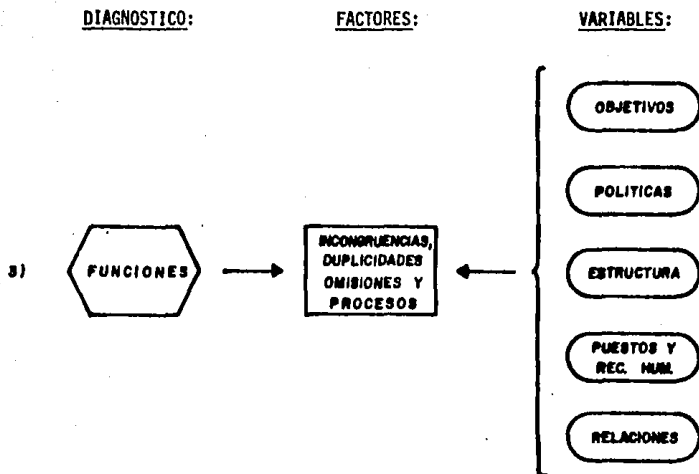 DIAGNOSTICO: FACTORES: VARIABLES:
OBJETIVOS
POLITICAS
3) FUNCIONES
INCONGRUENCIAS,
DUPLICIDADES
OMISIONES Y
PROCESOS
ESTRUCTURA
PUESTOS Y
REC. HUM.
RELACIONES